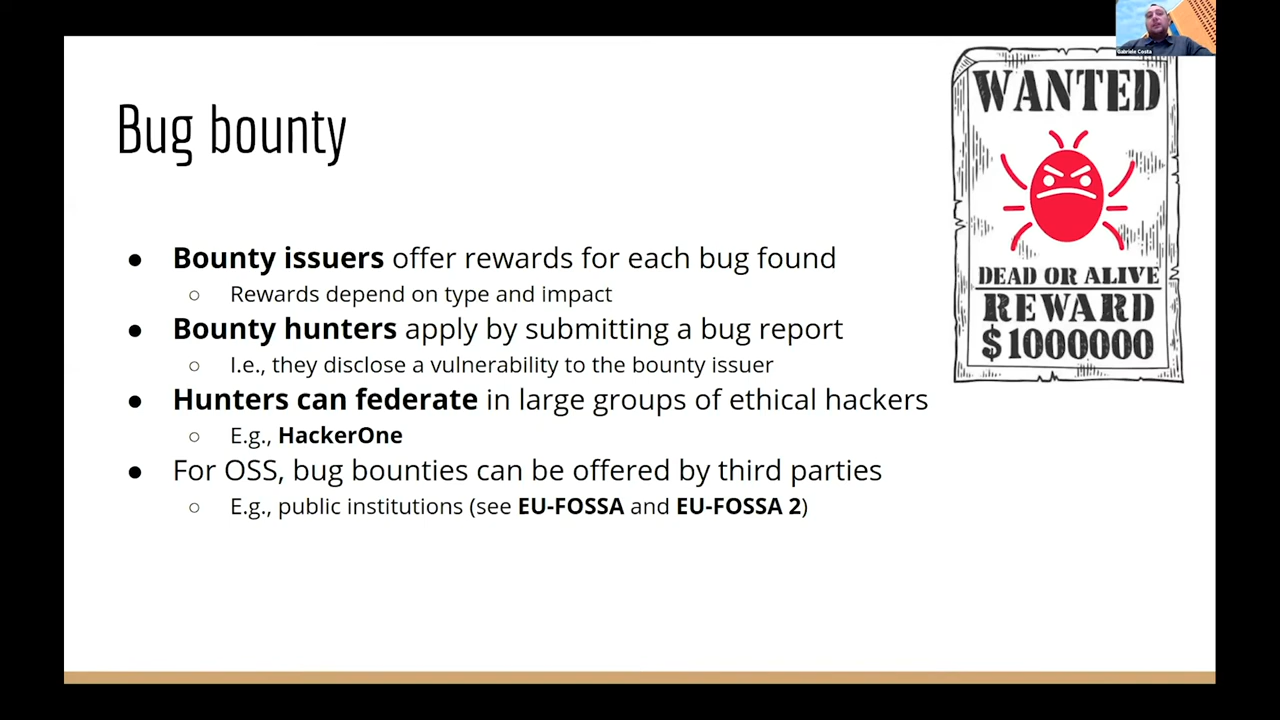 Gabriele Costa
WANTED
Bug bounty
● Bounty issuers offer rewards for each bug found
○ Rewards depend on type and impact
● Bounty hunters apply by submitting a bug report
○ I.e., they disclose a vulnerability to the bounty issuer
● Hunters can federate in large groups of ethical hackers
○ E.g., HackerOne
● For OSS, bug bounties can be offered by third parties
○ E.g., public institutions (see EU-FOSSA and EU-FOSSA 2)
DEAD OR ALIVE
REWARD
$1000000